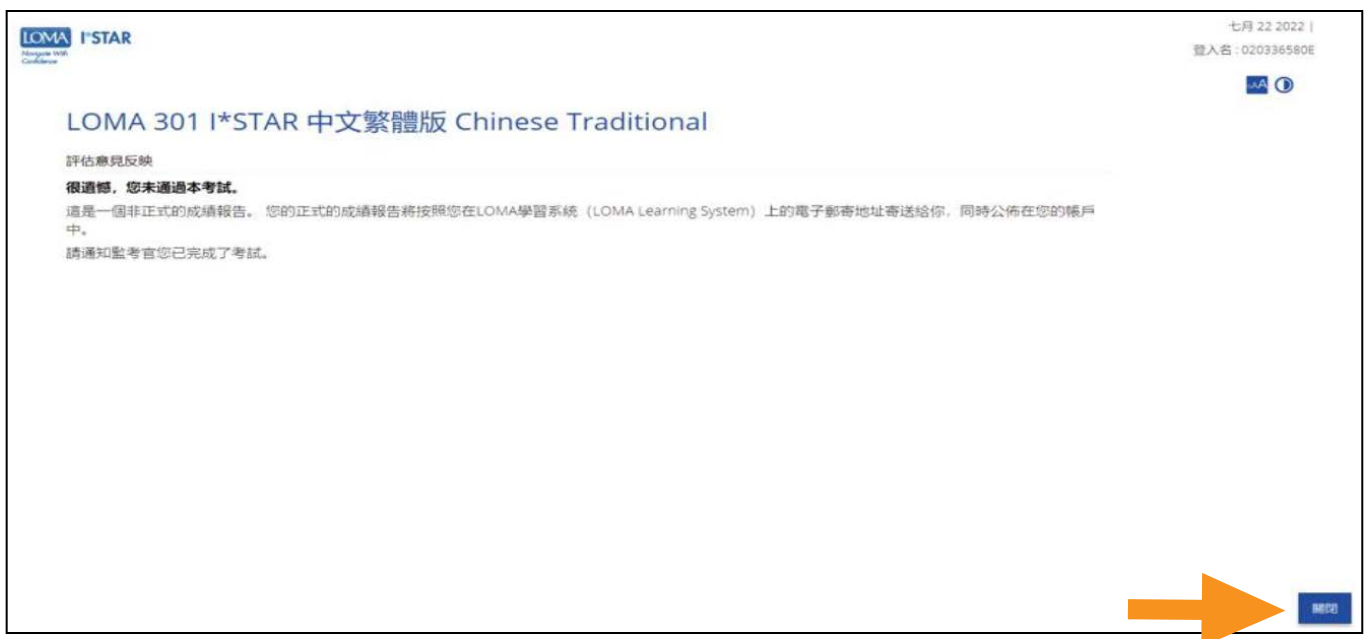 LOMA I*STAR
Navigate With
Confidence
七月 22 2022 |
登入名 : 020336580E
AAA
LOMA 301 I*STAR 中文繁體版 Chinese Traditional
評估意見反映
很遺憾，您未通過本考試。
這是一個非正式的成績報告。 您的正式的成績報告將按照您在LOMA學習系統（LOMA Learning System）上的電子郵寄地址寄送給你，同時公佈在您的帳戶
中。
請通知監考官您已完成了考試。
關閉